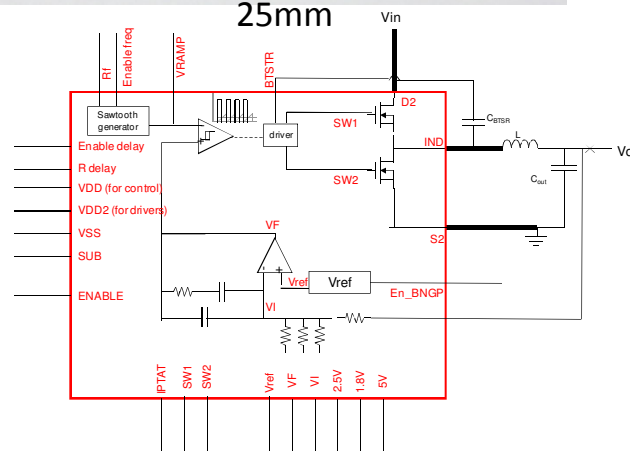 25mm
Vin
Rf
Enable freq
VRAMP
BTSTR
Sawtooth
generator
driver
D2
SW1
SW2
IND
CBTSR
L
Vo
Cout
S2
Enable delay
R delay
VDD (for control)
VDD2 (for drivers)
VSS
SUB
ENABLE
VF
- +
Vref
Vref
En_BNGP
VI
IPTAT
SW1
SW2
Vref
VF
VI
2.5V
1.8V
5V